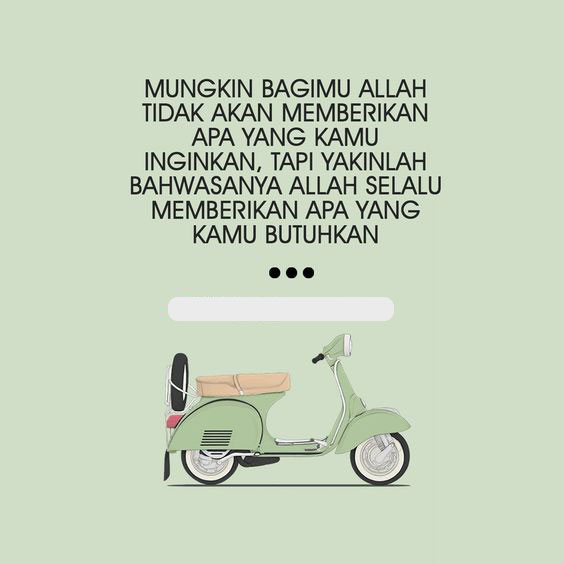 MUNGKIN BAGIMU ALLAH
TIDAK AKAN MEMBERIKAN
APA YANG KAMU
INGINKAN, TAPI YAKINLAH
BAHWASANYA ALLAH SELALU
MEMBERIKAN APA YANG
KAMU BUTUHKAN
●●●